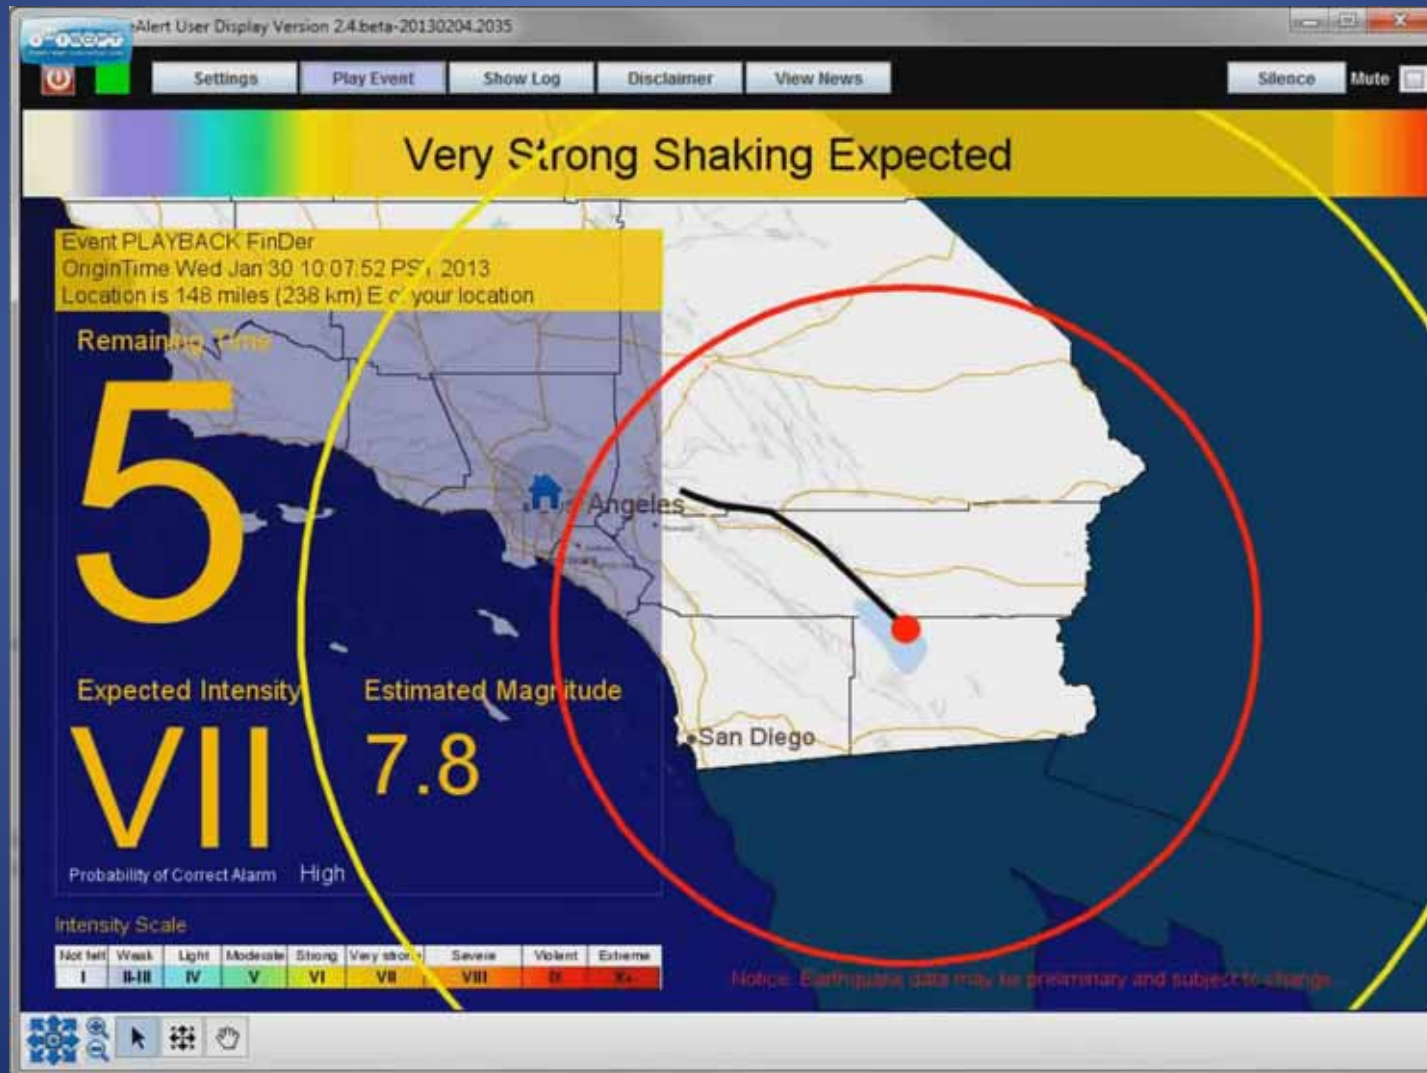 eAlert User Display Version 2.4.beta-20130204.2035
Settings
Play Event
Show Log
Disclaimer
View News
Silence
Mute
Very Strong Shaking Expected
Event PLAYBACK FinDer
OriginTime Wed Jan 30 10:07:52 PST 2013
Location is 148 miles (238 km) E of your location
Remaining Time
5
Angeles
Expected Intensity
Estimated Magnitude
VII
7.8
San Diego
Probability of Correct Alarm High
Intensity Scale
Not felt Weak Light Moderate Strong Very strong Severe Violent Extreme
I II-III IV V VI VII VIII IX X+
Notice: Earthquake data may be preliminary and subject to change.